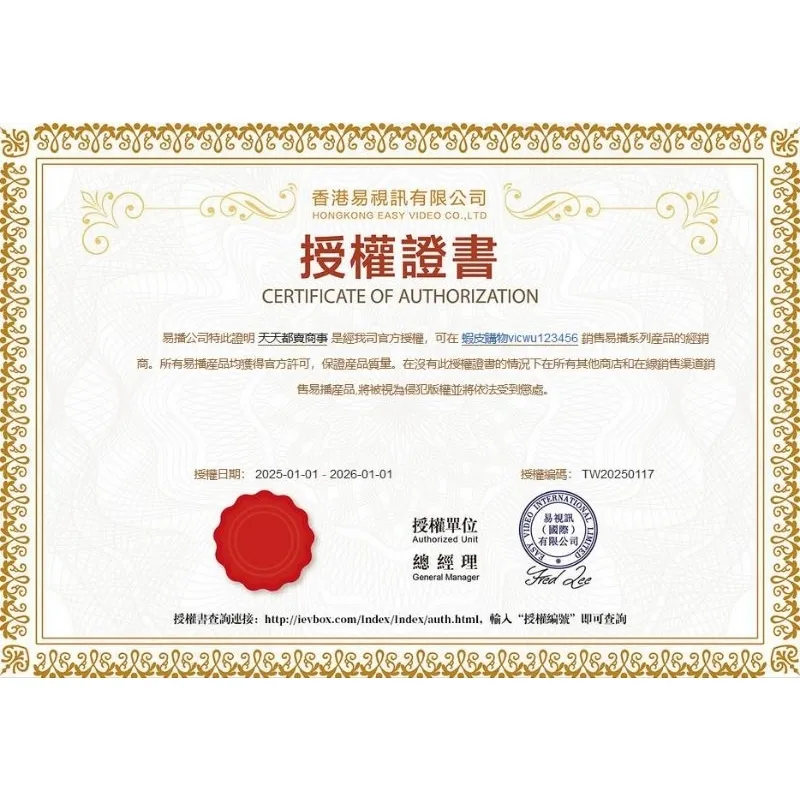 香港易視訊有限公司
HONGKONG EASY VIDEO CO.,LTD
授權證書
CERTIFICATE OF AUTHORIZATION
易播公司特此證明 天天都賣商事 是經我司官方授權，可在 蝦皮購物vicwu123456 銷售易播系列産品的經銷
商。所有易播産品均獲得官方許可，保證産品質量。在沒有此授權證書的情況下在所有其他商店和在線銷售渠道銷
售易播産品,將被視為侵犯版權並將依法受到懲處。
授權日期： 2025-01-01 - 2026-01-01
授權編碼： TW20250117
授權單位
Authorized Unit
總經理
General Manager
EASY VIDEO INTERNATIONAL LIMITED
易視訊
（國際）
有限公司
Fred Lee
授權書查詢連接：http://ievbox.com/Index/Index/auth.html，輸入“授權編號”即可查詢